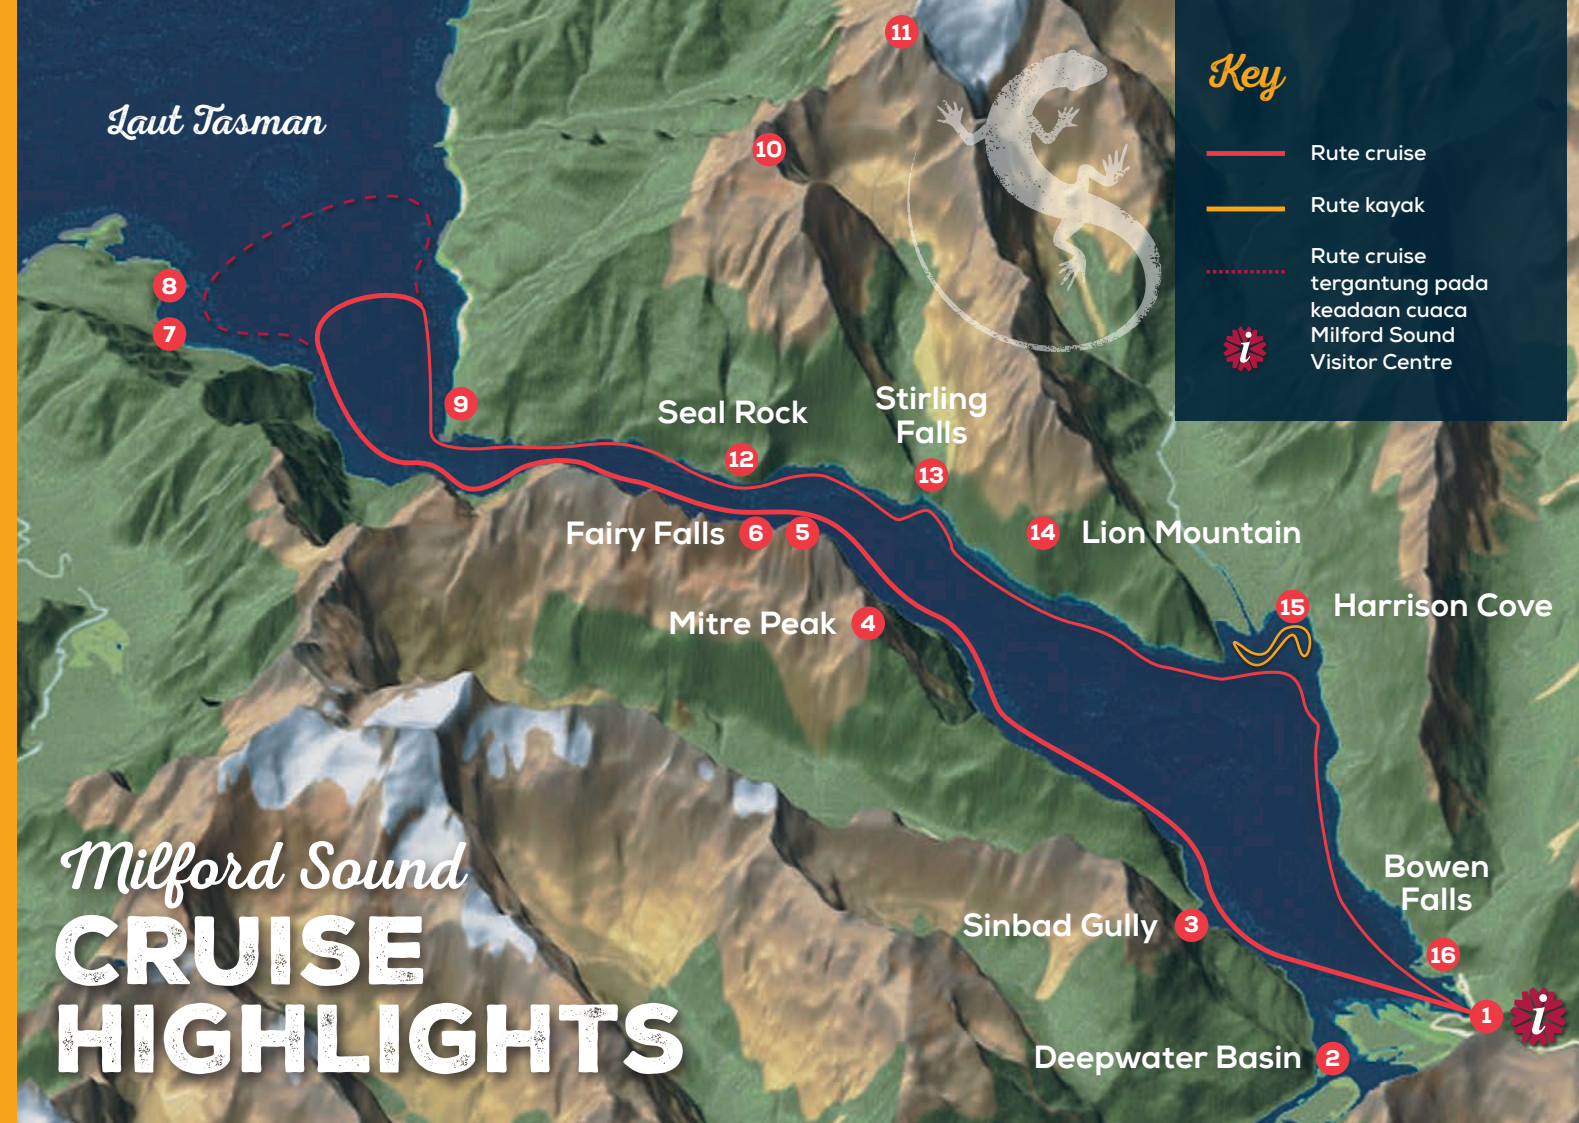 Laut Tasman
Key
Rute cruise
Rute kayak
Rute cruise
tergantung pada
keadaan cuaca
i
Milford Sound
Visitor Centre
11
10
8
7
9
Seal Rock
12
Stirling
Falls
13
Fairy Falls
6
5
14
Lion Mountain
15
Harrison Cove
Mitre Peak
4
Bowen
Falls
16
Sinbad Gully
3
1
i
Deepwater Basin
2
Milford Sound
CRUISE
HIGHLIGHTS